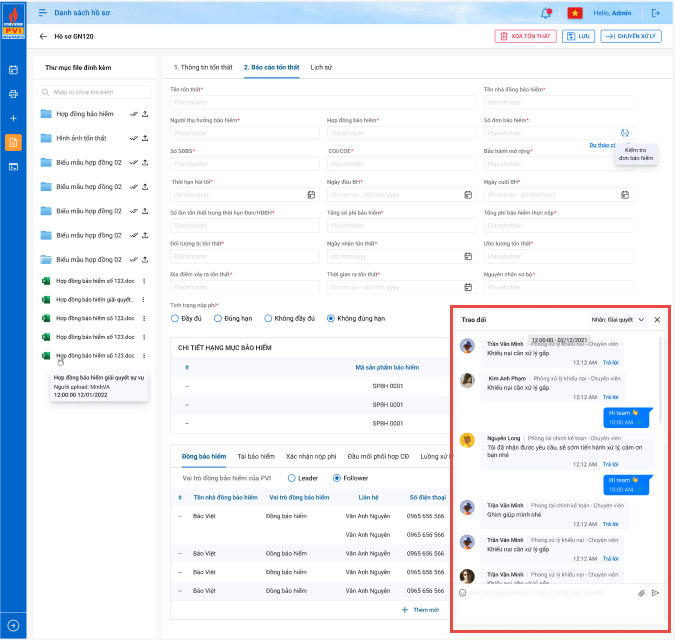 PVI
INSURANCE
Danh sách hồ sơ
Hello, Admin
Hồ sơ GN120
XOÁ TỔN THẤT
LƯU
CHUYỂN XỬ LÝ
Thư mục file đính kèm
Nhập từ khoá tìm kiếm
Hợp đồng bảo hiểm
Hình ảnh tổn thất
Biểu mẫu hợp đồng 02
Biểu mẫu hợp đồng 02
Biểu mẫu hợp đồng 02
Biểu mẫu hợp đồng 02
Biểu mẫu hợp đồng 02
Hợp đồng bảo hiểm số 123.doc
Hợp đồng bảo hiểm giải quyết..
Hợp đồng bảo hiểm số 123.doc
Hợp đồng bảo hiểm số 123.doc
Hợp đồng bảo hiểm số 123.doc
Hợp đồng bảo hiểm giải quyết sự vụ
Người upload: MinhVA
12:00:00 12/01/2022
1. Thông tin tổn thất
2. Báo cáo tổn thất
Lịch sử
Tên tổn thất*
Tên nhà đồng bảo hiểm*
Placeholder
Placeholder
Người thụ hưởng bảo hiểm*
Hợp đồng bảo hiểm*
Số đơn bảo hiểm*
Placeholder
Placeholder
Placeholder
Kiểm tra
đơn bảo hiểm
Số SĐBS*
COI/COE*
Bảo hành mở rộng*
Placeholder
Placeholder
Placeholder
Thời hạn hồi tố*
Ngày đầu BH*
Ngày cuối BH*
dd/mm/yyyy
hh:mm:ss - dd/mm/yyyy
hh:mm:ss - dd/mm/yyyy
Số lần tổn thất trong thời hạn Đơn/HĐBH*
Tổng số phí bảo hiểm*
Tổng phí bảo hiểm thực nộp*
Placeholder
Placeholder
Placeholder
Đối tượng bị tổn thất*
Ngày nhận tổn thất*
Ước lượng tổn thất*
Placeholder
dd/mm/yyyy
Placeholder
Địa điểm xảy ra tổn thất*
Thời gian ra tổn thất*
Nguyên nhân sơ bộ*
Placeholder
hh:mm:ss - dd/mm/yyyy
Tình trạng nộp phí*
Đầy đủ
Đúng hạn
Không đầy đủ
Không đúng hạn
CHI TIẾT HẠNG MỤC BẢO HIỂM
#
Mã sản phẩm bảo hiểm
–
SPBH 0001
–
SPBH 0001
–
SPBH 0001
Đồng bảo hiểm
Tái bảo hiểm
Xác nhận nộp phí
Đầu mối phối hợp CĐ
Luồng xử
Vai trò đồng bảo hiểm của PVI
Leader
Follower
#
Tên nhà đồng bảo hiểm
Vai trò đồng bảo hiểm
Liên hệ
Số điện thoại
–
Bảo Việt
Đồng bảo hiểm
Vân Anh Nguyễn
0965 656 566
Vân Anh Nguyễn
0965 656 566
–
Bảo Việt
Đồng bảo hiểm
Vân Anh Nguyễn
0965 656 566
–
Bảo Việt
Đồng bảo hiểm
Vân Anh Nguyễn
0965 656 566
–
Bảo Việt
Đồng bảo hiểm
Vân Anh Nguyễn
0965 656 566
+ Thêm mới
Trao đổi
Nhãn: Giải quyết
12:00:00 - 02/12/2021
Trần Văn Minh
Phòng xử lý khiếu nại - Chuyên viên
Khiếu nại cần xử lý gấp
12:12 AM
Trả lời
Kim Anh Phạm
Phòng xử lý khiếu nại - Chuyên viên
Khiếu nại cần xử lý gấp
12:12 AM
Trả lời
Hi team
10:00 AM
Nguyễn Long
Phòng tài chính kế toán - Chuyên viên
Tôi đã nhận được yêu cầu, sẽ sớm tiến hành xử lý, cảm ơn
bạn nhé
Hi team
10:00 AM
Trần Văn Minh
Phòng tài chính kế toán - Chuyên viên
Ghim giúp mình nhé
12:12 AM
Trả lời
Trần Văn Minh
Phòng xử lý khiếu nại - Chuyên viên
Khiếu nại cần xử lý gấp
12:12 AM
Trả lời
Trần Văn Minh
Phòng xử lý khiếu nại - Chuyên viên
Khiếu nại cần xử lý gấp